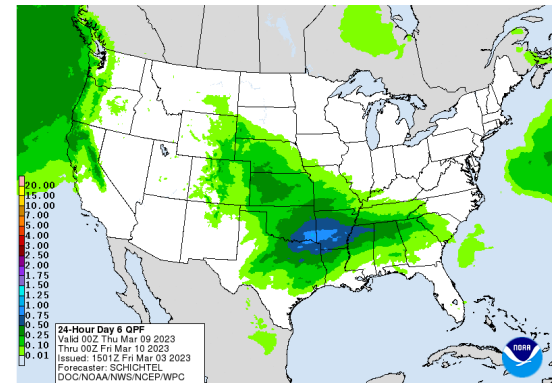 20.00
15.00
10.00
7.00
5.00
4.00
3.00
2.50
2.00
1.75
1.50
1.25
1.00
0.75
0.50
0.25
0.10
0.01
24-Hour Day 6 QPF
Valid 00Z Thu Mar 09 2023
Thru 00Z Fri Mar 10 2023
Issued: 1501Z Fri Mar 03 2023
Forecaster: SCHICHTEL
DOC/NOAA/NWS/NCEP/WPC
NOAA